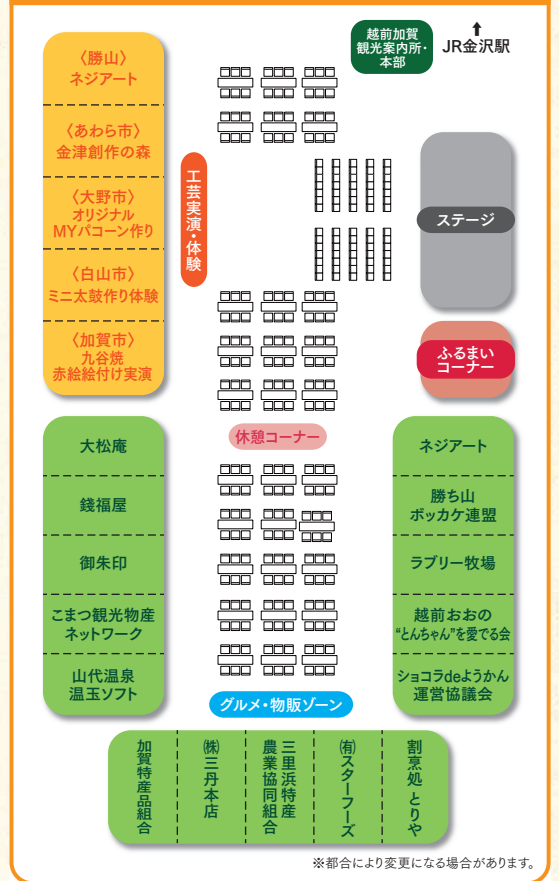 越前加賀
観光案内所・
本部
↑
JR金沢駅
〈勝山〉
ネジアート
〈あわら市〉
金津創作の森
〈大野市〉
オリジナル
MYパコーン作り
〈白山市〉
ミニ太鼓作り体験
〈加賀市〉
九谷焼
赤絵絵付け実演
工芸実演・体験
ステージ
ふるまい
コーナー
休憩コーナー
大松庵
錢福屋
御朱印
こまつ観光物産
ネットワーク
山代温泉
温玉ソフト
ネジアート
勝ち山
ボッカケ連盟
ラブリー牧場
越前おおの
“とんちゃん”を愛でる会
ショコラdeようかん
運営協議会
グルメ・物販ゾーン
加賀特産品組合
㈱三丹本店
三里浜特産
農業協同組合
㈲スターフーズ
割烹処 とりや
※都合により変更になる場合があります。